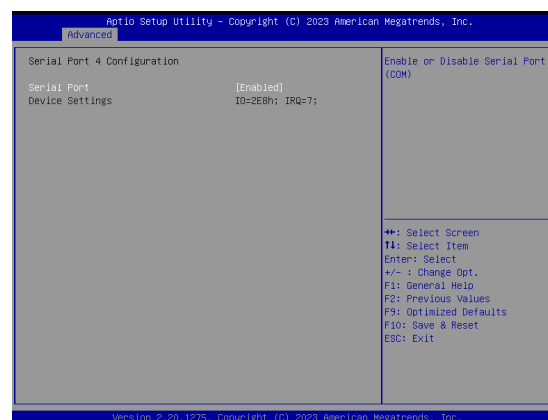 Aptio Setup Utility – Copyright (C) 2023 American Megatrends, Inc.
Advanced
Serial Port 4 Configuration
Serial Port [Enabled]
Device Settings IO=2E8h; IRQ=7;
Enable or Disable Serial Port
(COM)
→←: Select Screen
↑↓: Select Item
Enter: Select
+/- : Change Opt.
F1: General Help
F2: Previous Values
F9: Optimized Defaults
F10: Save & Reset
ESC: Exit
Version 2.20.1275. Copyright (C) 2023 American Megatrends, Inc.